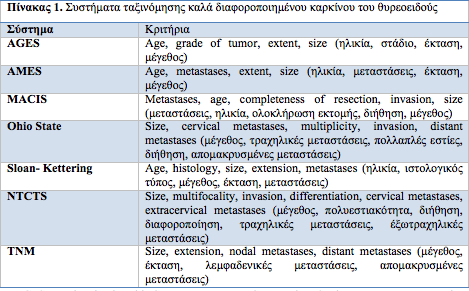 Πίνακας 1. Συστήματα ταξινόμησης καλά διαφοροποιημένου καρκίνου του θυρεοειδούς
Σύστημα Κριτήρια
AGES Age, grade of tumor, extent, size (ηλικία, στάδιο, έκταση,
μέγεθος)
AMES Age, metastases, extent, size (ηλικία, μεταστάσεις, έκταση,
μέγεθος)
MACIS Metastases, age, completeness of resection, invasion, size
(μεταστάσεις, ηλικία, ολοκλήρωση εκτομής, διήθηση, μέγεθος)
Ohio State Size, cervical metastases, multiplicity, invasion, distant
metastases (μέγεθος, τραχηλικές μεταστάσεις, πολλαπλές εστίες,
διήθηση, απομακρυσμένες μεταστάσεις)
Sloan- Kettering Age, histology, size, extension, metastases (ηλικία, ιστολογικός
τύπος, μέγεθος, έκταση, μεταστάσεις)
NTCTS Size, multifocality, invasion, differentiation, cervical metastases,
extracervical metastases (μέγεθος, πολυεστιακότητα, διήθηση,
διαφοροποίηση, τραχηλικές μεταστάσεις, έξωτραχηλικές
μεταστάσεις)
TNM Size, extension, nodal metastases, distant metastases (μέγεθος,
έκταση, λεμφαδενικές μεταστάσεις, απομακρυσμένες
μεταστάσεις)